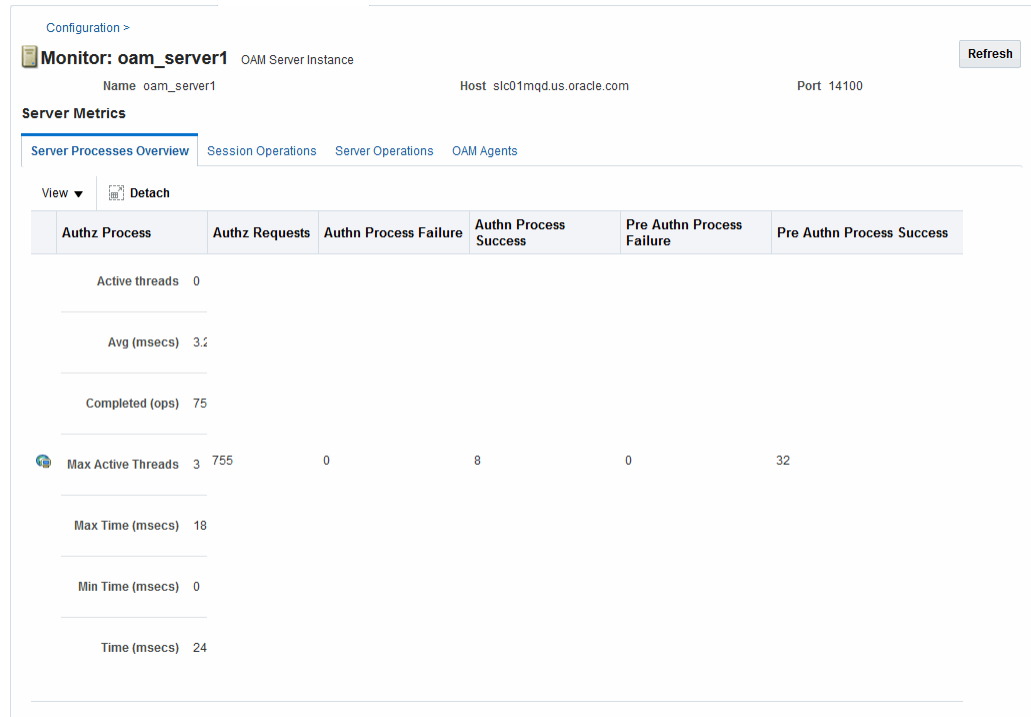 Configuration >
Monitor: oam_server1 OAM Server Instance
Refresh
Name oam_server1 Host slc01mqd.us.oracle.com Port 14100
Server Metrics
Server Processes Overview Session Operations Server Operations OAM Agents
View Detach
Authz Process Authz Requests Authn Process Failure Authn Process Success Pre Authn Process Failure Pre Authn Process Success
Active threads 0
Avg (msecs) 3.2
Completed (ops) 75
Max Active Threads 3 755 0 8 0 32
Max Time (msecs) 18
Min Time (msecs) 0
Time (msecs) 24